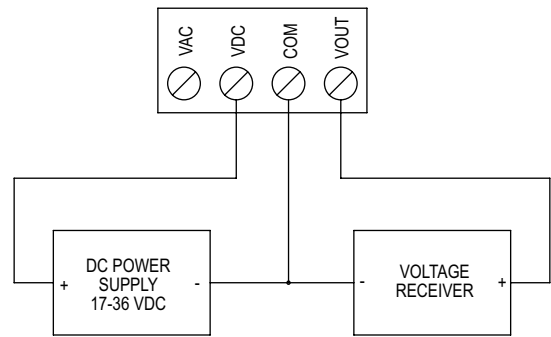 VAC
VDC
COM
VOUT
+
DC POWER
SUPPLY
17-36 VDC
-
-
VOLTAGE
RECEIVER
+